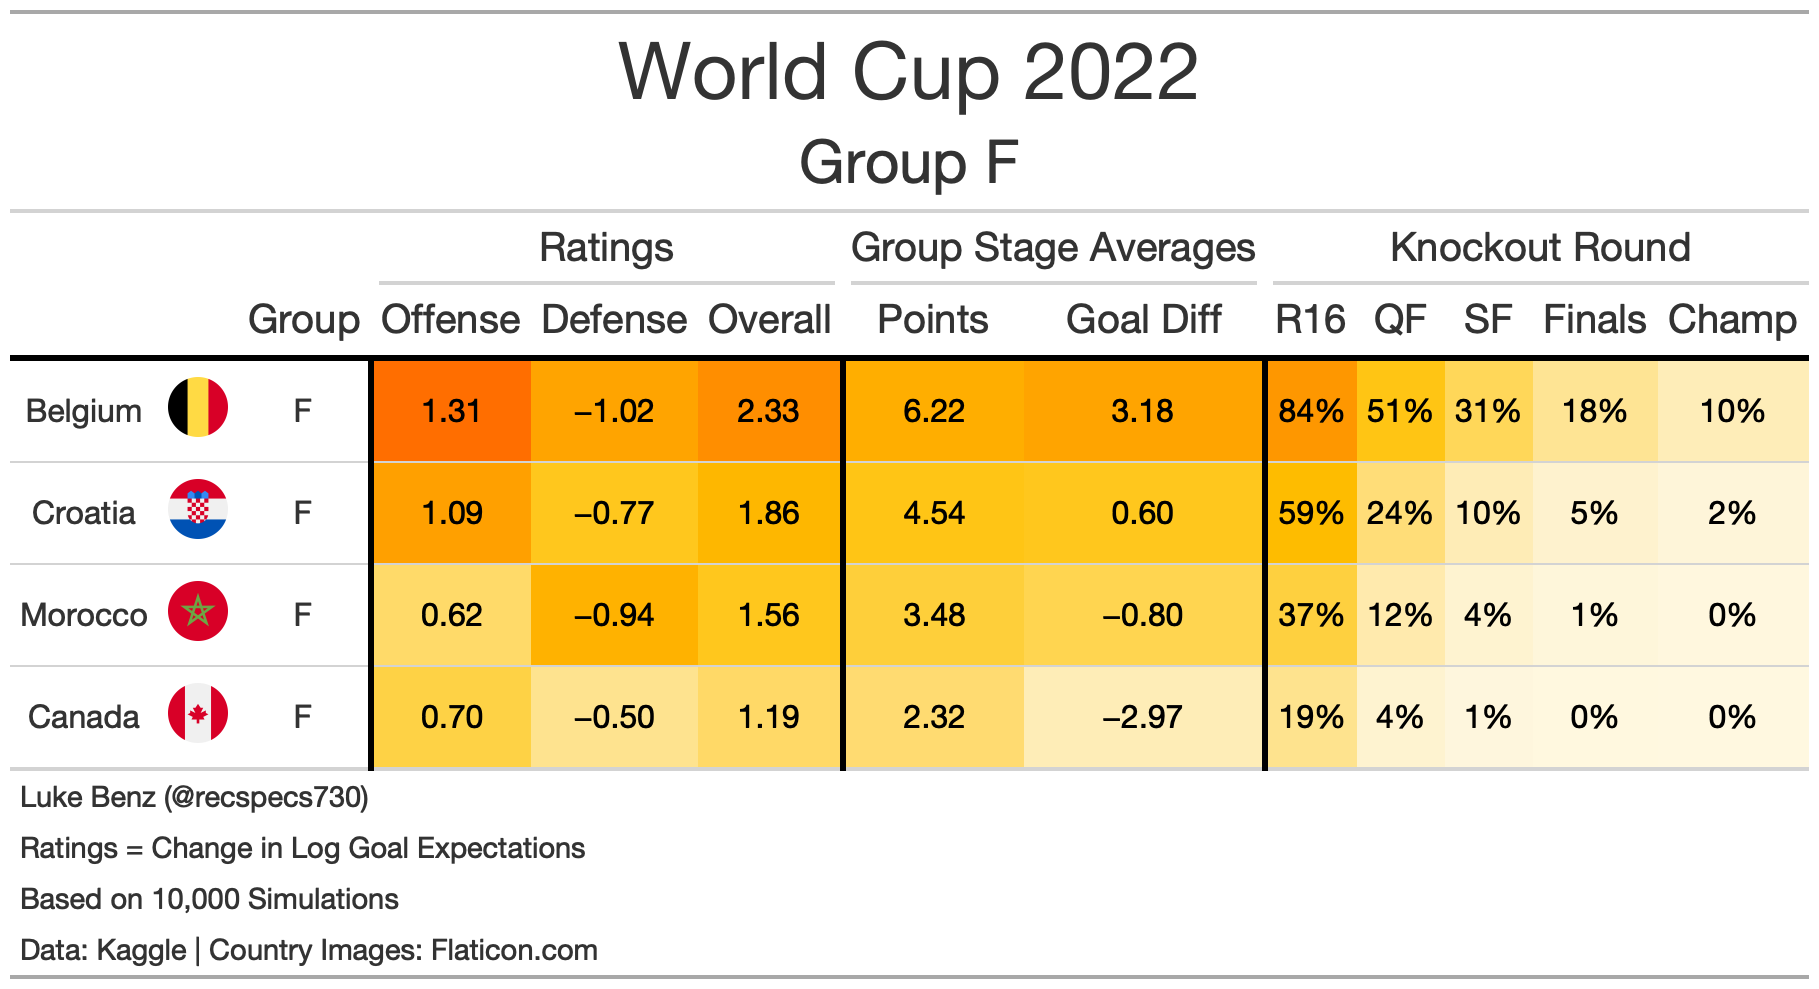 World Cup 2022
Group F
Ratings Group Stage Averages Knockout Round
Group Offense Defense Overall Points Goal Diff R16 QF SF Finals Champ
Belgium F 1.31 −1.02 2.33 6.22 3.18 84% 51% 31% 18% 10%
Croatia F 1.09 −0.77 1.86 4.54 0.60 59% 24% 10% 5% 2%
Morocco F 0.62 −0.94 1.56 3.48 −0.80 37% 12% 4% 1% 0%
Canada F 0.70 −0.50 1.19 2.32 −2.97 19% 4% 1% 0% 0%
Luke Benz (@recspecs730)
Ratings = Change in Log Goal Expectations
Based on 10,000 Simulations
Data: Kaggle | Country Images: Flaticon.com